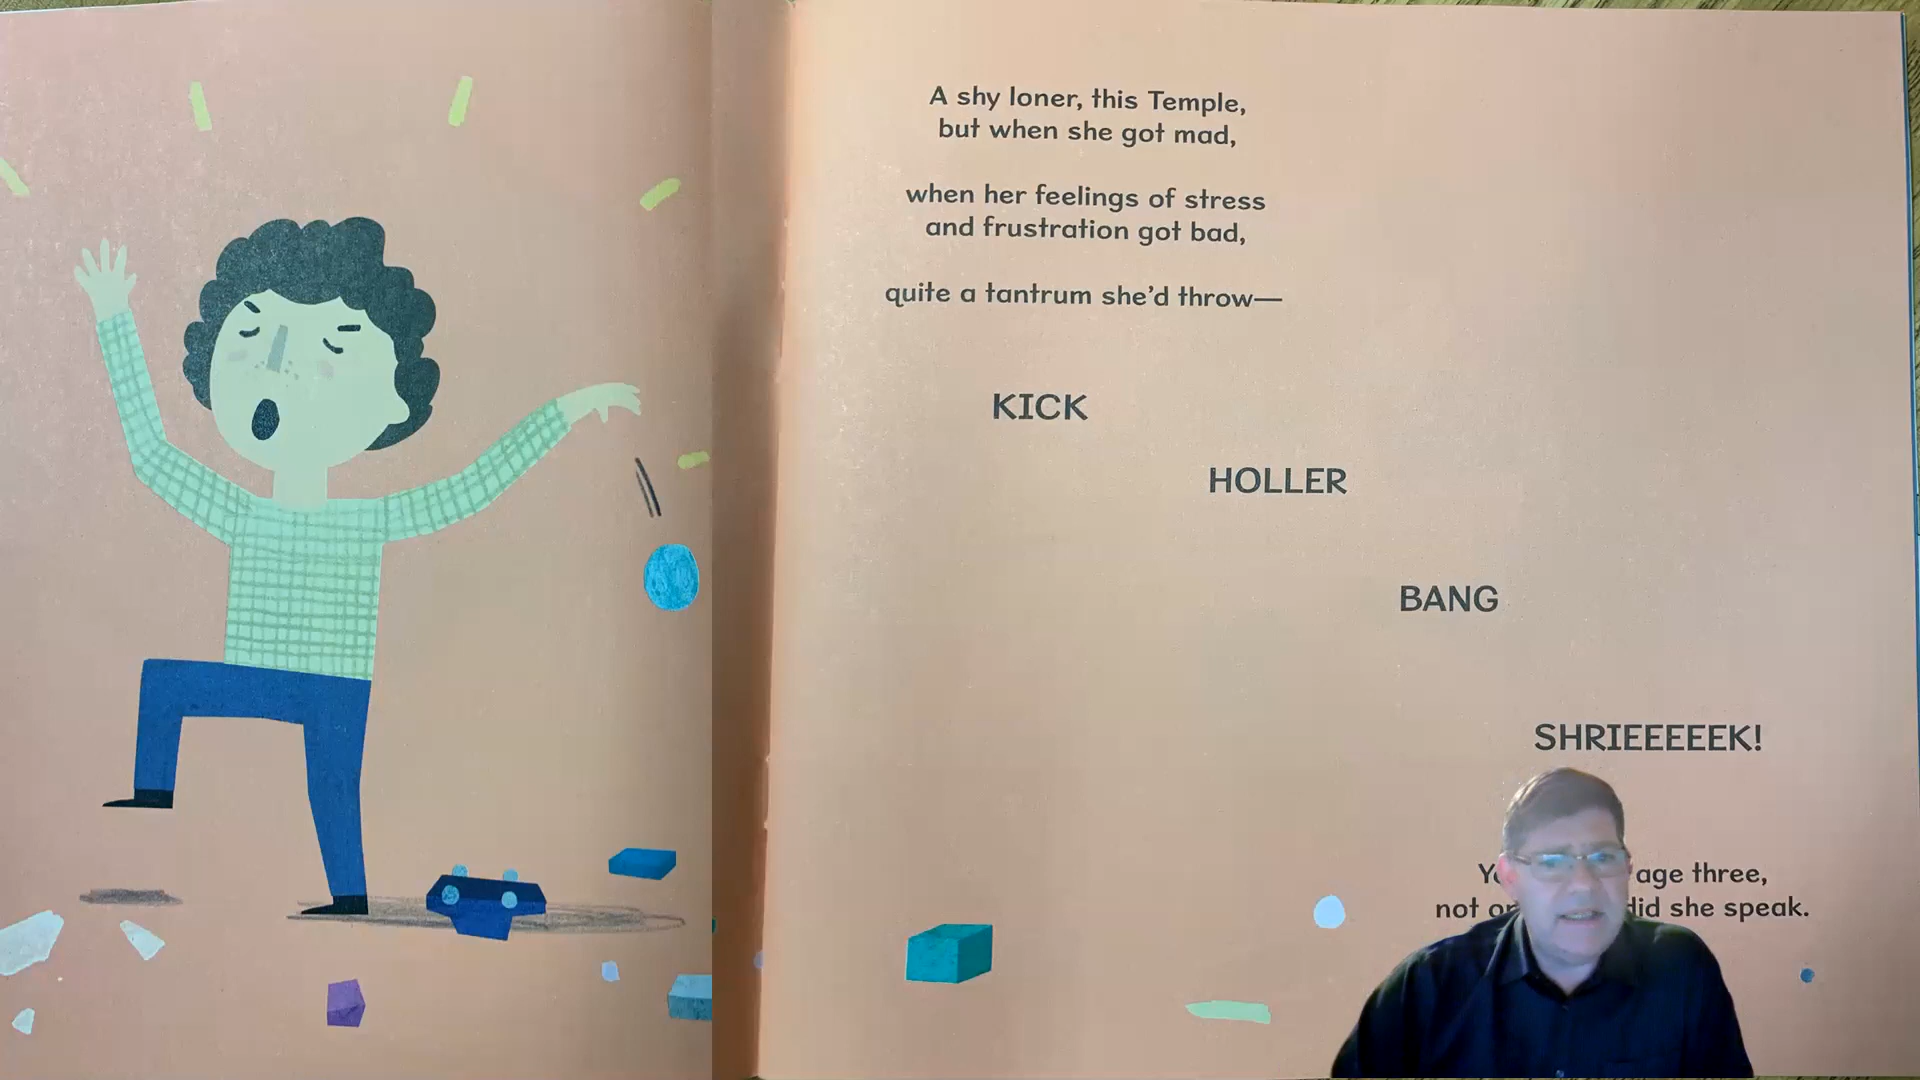 A shy loner, this Temple,
but when she got mad,
when her feelings of stress
and frustration got bad,
quite a tantrum she'd throw—
KICK
HOLLER
BANG
SHRIEEEEEK!
age three,
not did she speak.